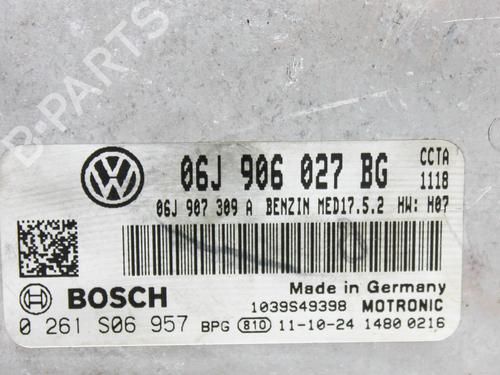 B-PARTS
06J 906 027 BG CCTA
1118
06J 907 309 A BENZIN MED17.5.2 HW: H07
Made in Germany
BOSCH 1039S49398 MOTRONIC
0 261 S06 957 BPG 810 11-10-24 1480 0216